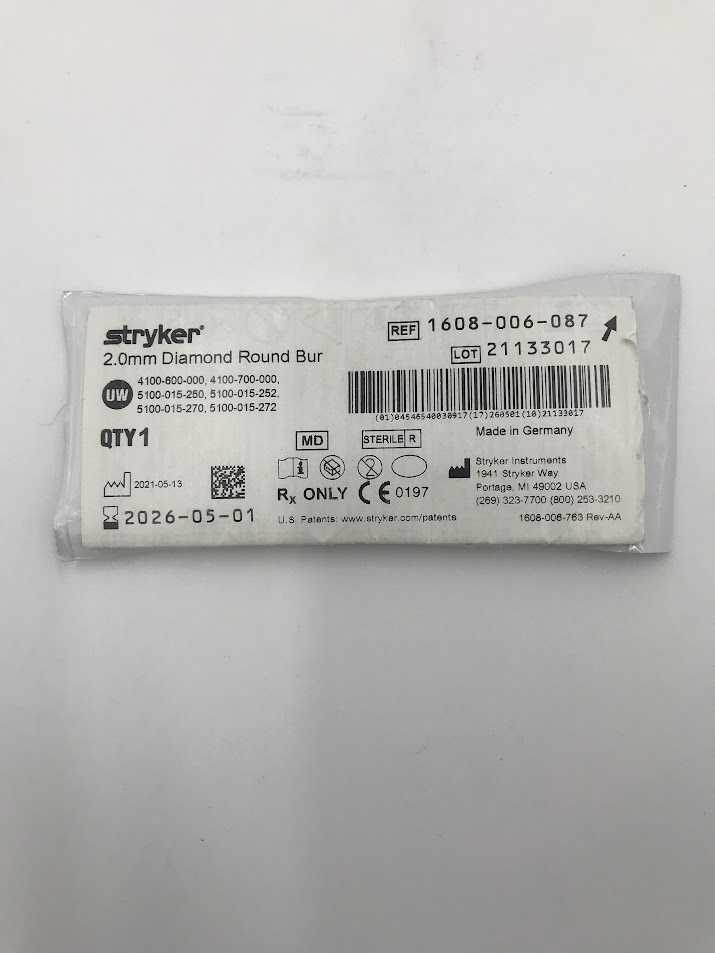 stryker®
2.0mm Diamond Round Bur
UW
4100-600-000, 4100-700-000,
5100-015-250, 5100-015-252,
5100-015-270, 5100-015-272
QTY 1
2021-05-13
2026-05-01
REF 1608-006-087
LOT 21133017
(01)04546540030917(17)260501(10)21133017
Made in Germany
MD
STERILE R
Rx ONLY CE 0197
U.S. Patents: www.stryker.com/patents
Stryker Instruments
1941 Stryker Way
Portage, MI 49002 USA
(269) 323-7700 (800) 253-3210
1608-006-763 Rev-AA